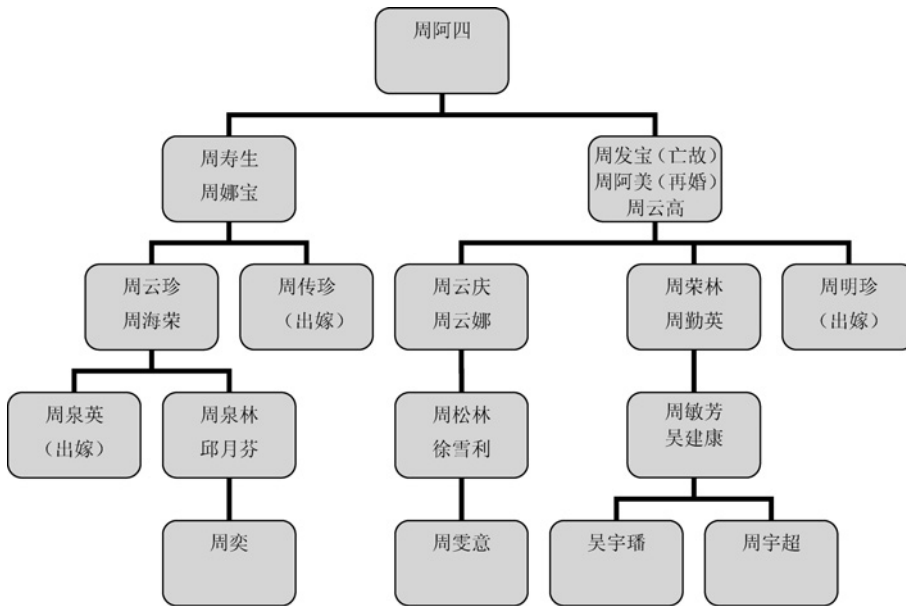 周阿四
周寿生
周娜宝
周发宝（亡故）
周阿美（再婚）
周云高
周云珍
周海荣
周传珍
（出嫁）
周云庆
周云娜
周荣林
周勤英
周明珍
（出嫁）
周泉英
（出嫁）
周泉林
邱月芬
周松林
徐雪利
周敏芳
吴建康
周奕
周雯意
吴宇璠
周宇超